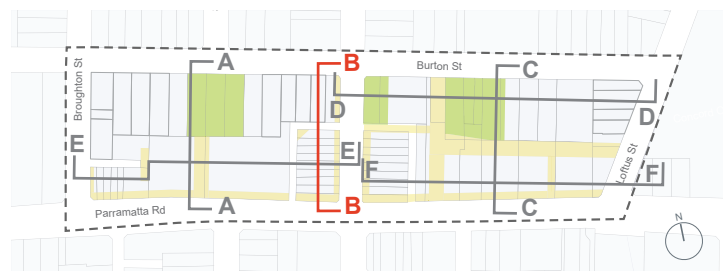 Broughton St
Burton St
A
B
C
D
D
E
E
F
F
Loftus St
A
B
C
Parramatta Rd
N